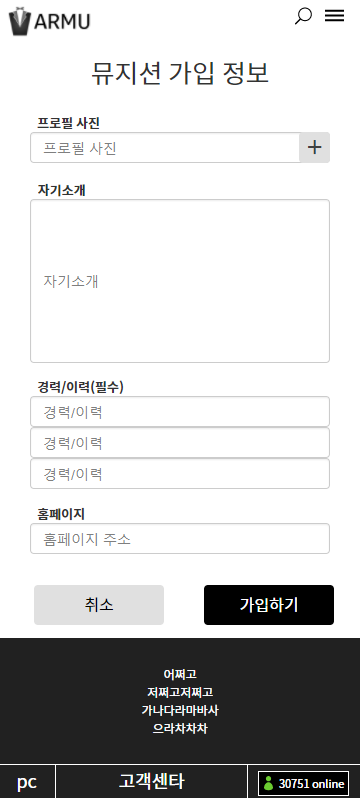 ARMU
뮤지션 가입 정보
프로필 사진
프로필 사진
자기소개
자기소개
경력/이력(필수)
경력/이력
경력/이력
경력/이력
홈페이지
홈페이지 주소
취소 가입하기
어쩌고
저쩌고저쩌고
가나다라마바사
으라차차차
pc 고객센타 30751 online